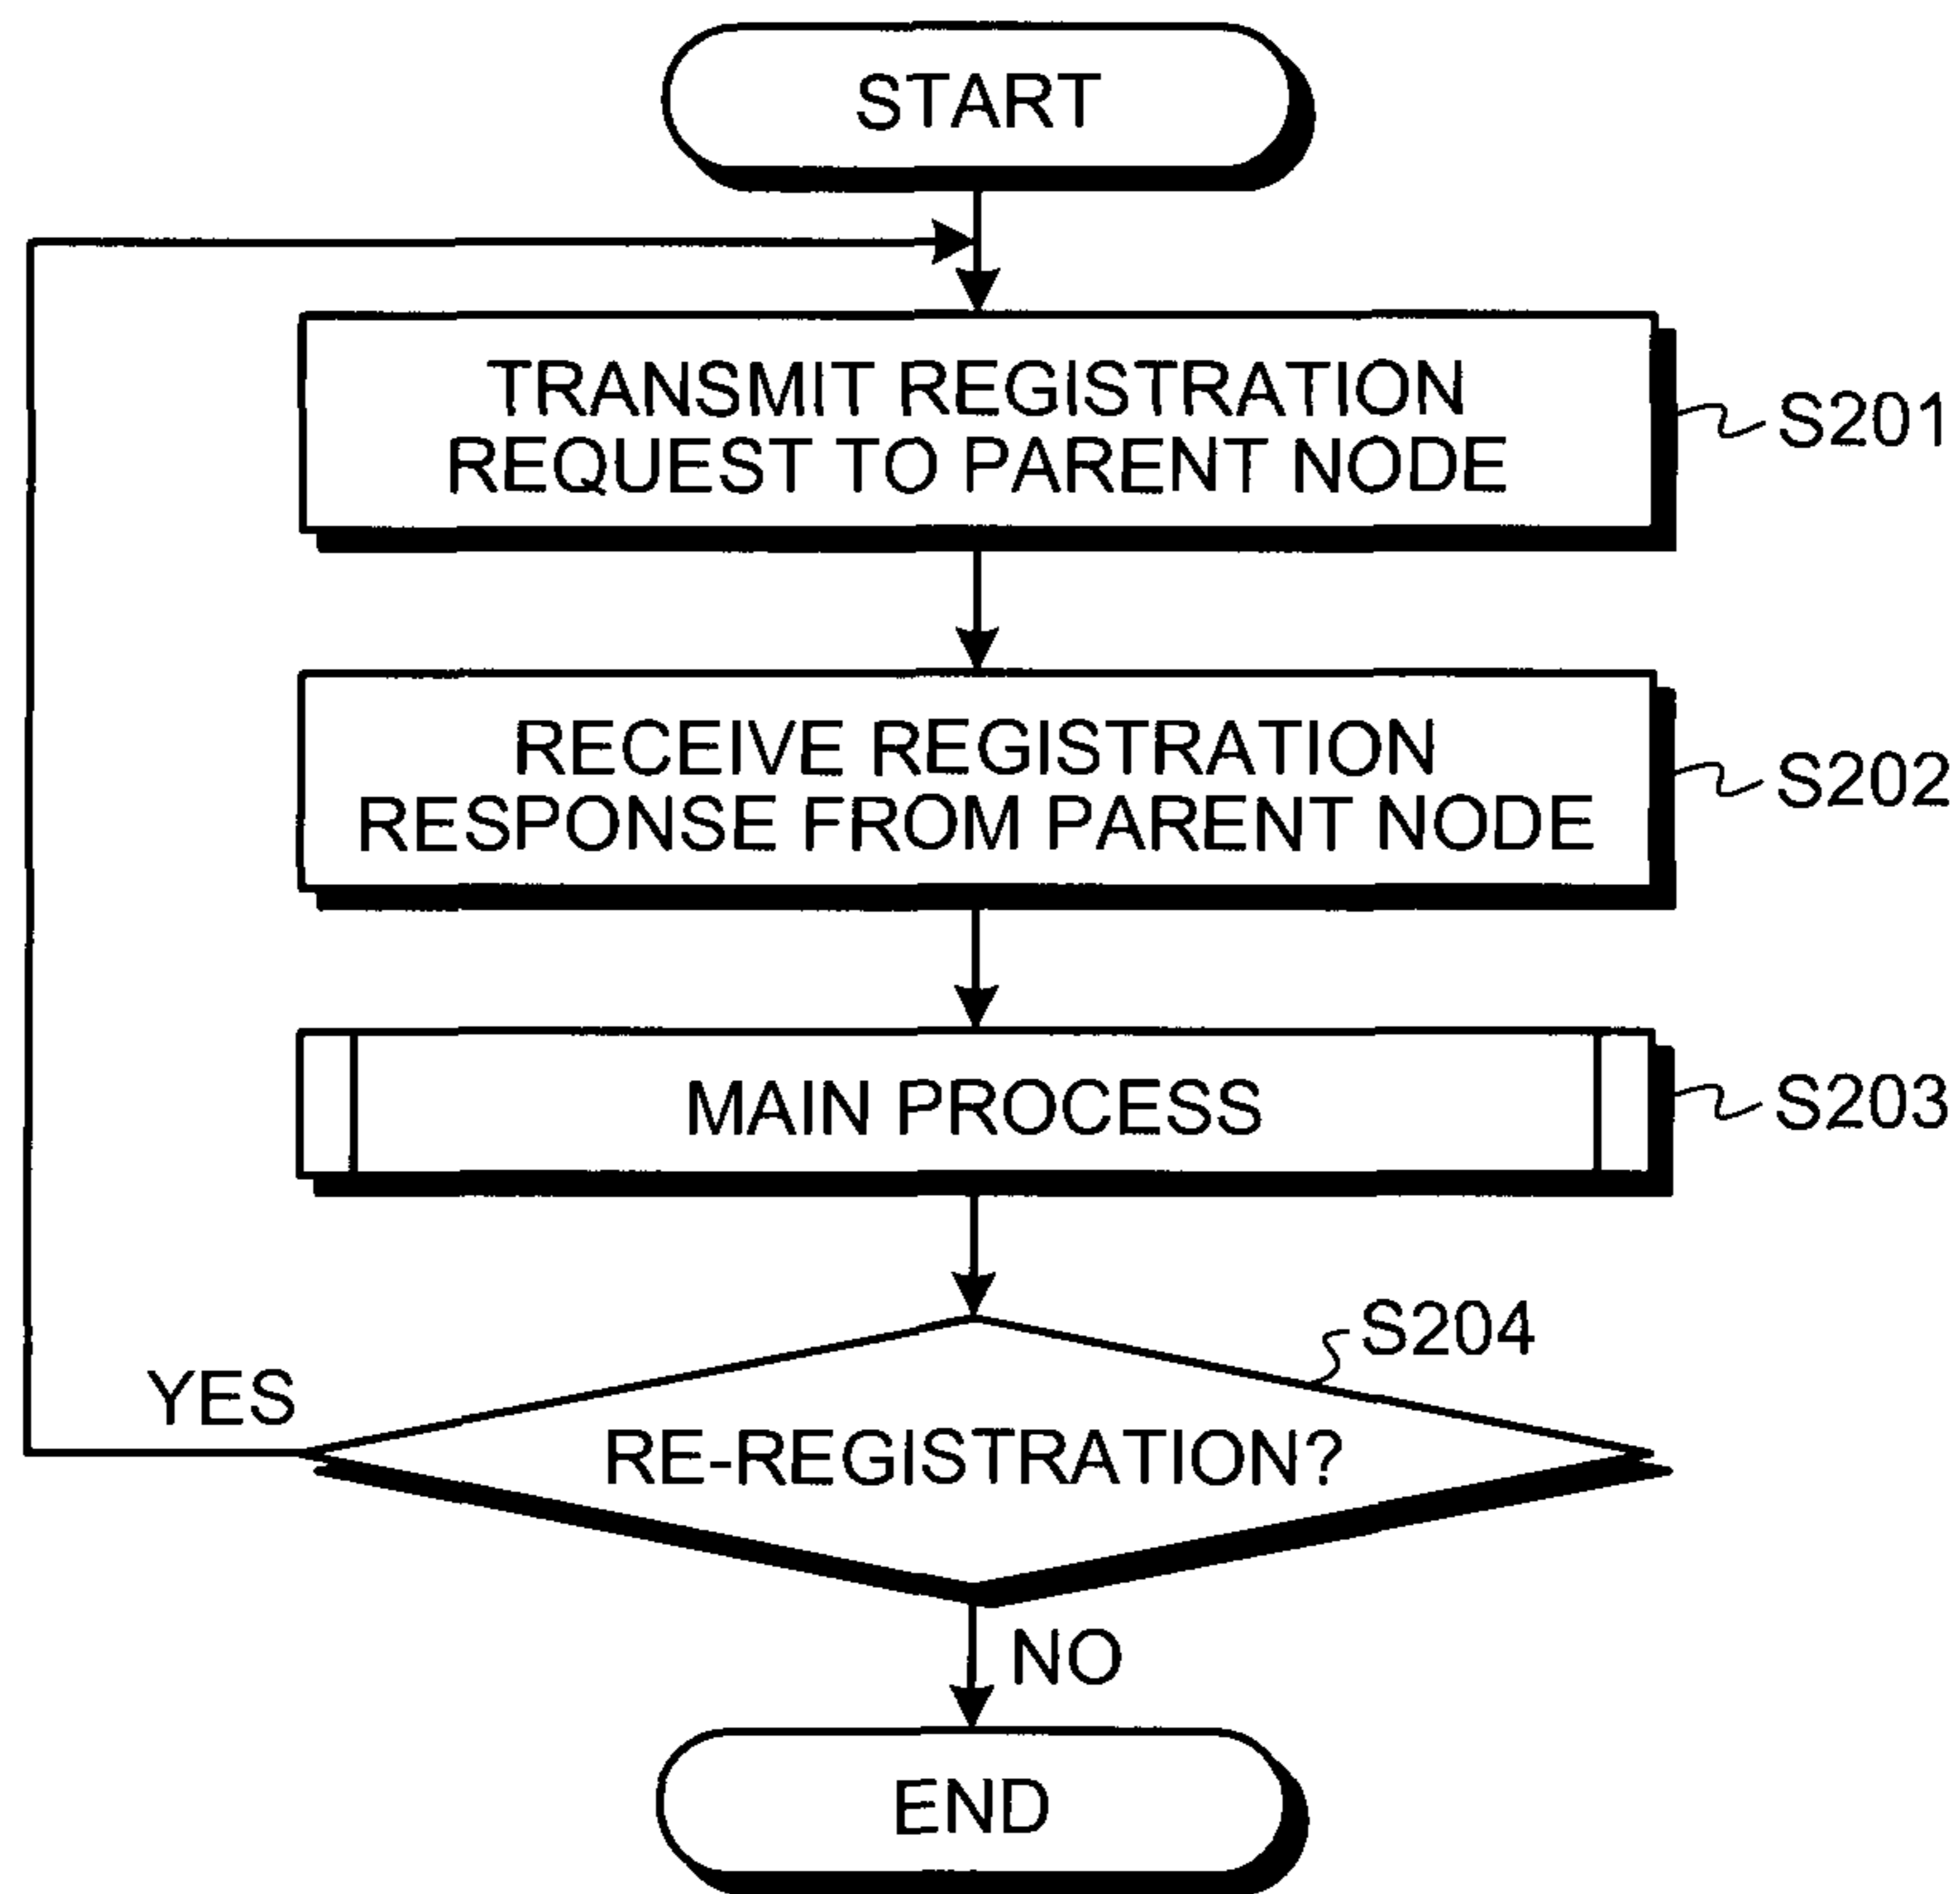 START
TRANSMIT REGISTRATION
REQUEST TO PARENT NODE
S201
RECEIVE REGISTRATION
RESPONSE FROM PARENT NODE
S202
MAIN PROCESS
S203
S204
YES
RE-REGISTRATION?
NO
END